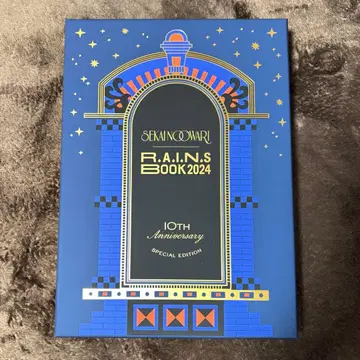 SEKAI NO OWARI
R.A.I.N.S
BOOK 2024
10TH
Anniversary
SPECIAL EDITION